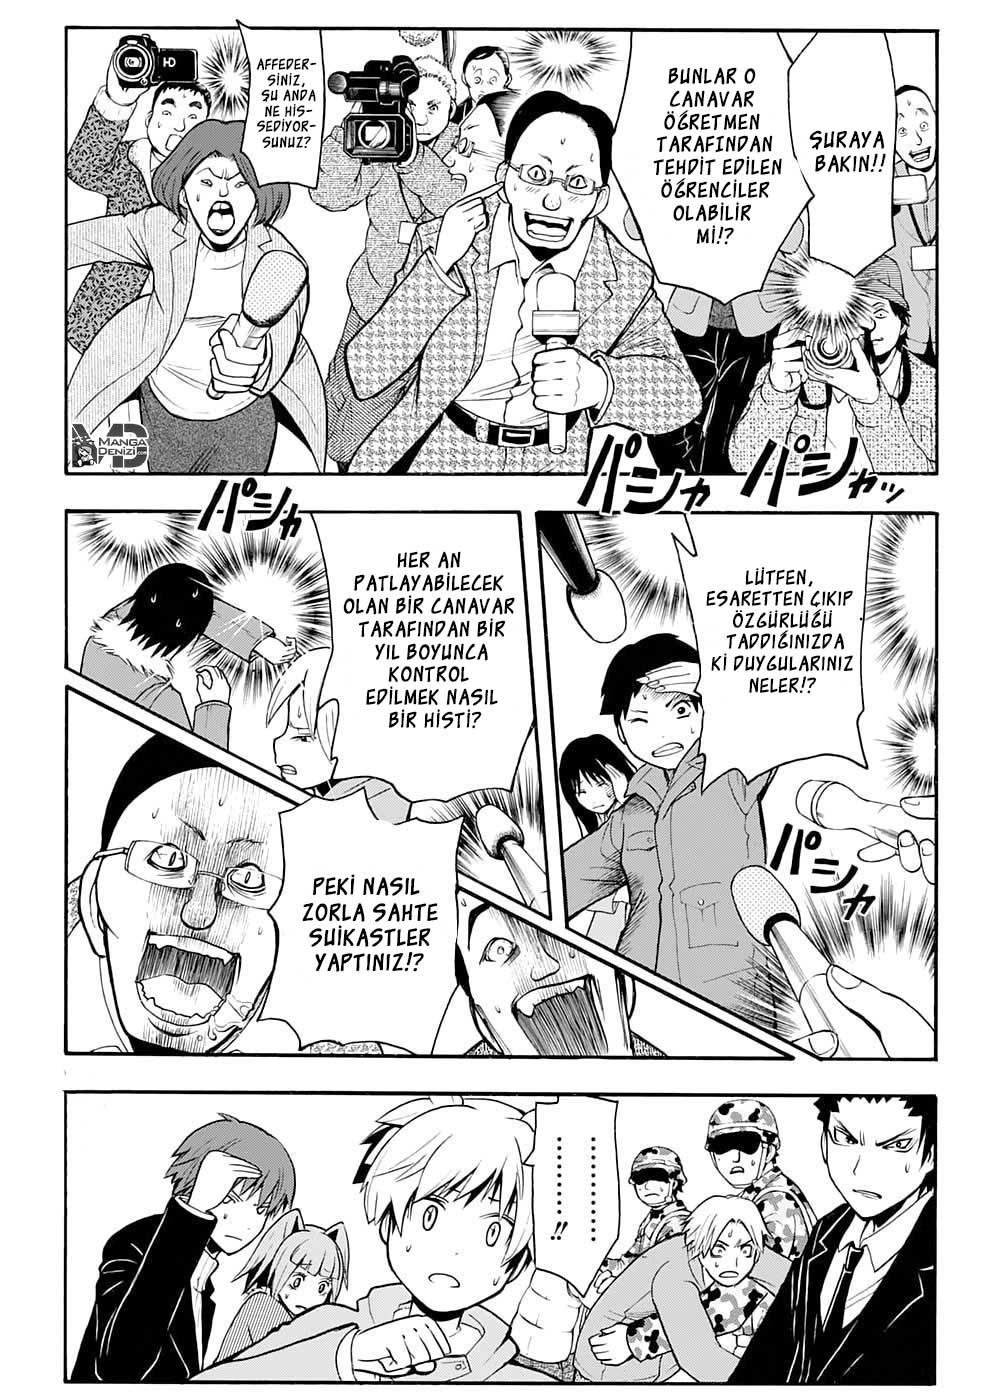 ŞURAYA
BAKIN!!
BUNLAR O
CANAVAR
ÖĞRETMEN
TARAFINDAN
TEHDİT EDİLEN
ÖĞRENCİLER
OLABİLİR
Mİ!?
AFFEDER-
SİNİZ,
ŞU ANDA
NE HİS-
SEDİYOR-
SUNUZ?
HD
MANGA
DENİZİ
パシャ
パシャッ
パシャ
LÜTFEN,
ESARETTEN ÇIKIP
ÖZGÜRLÜĞÜ
TADDIĞINIZDA
Kİ DUYGULARINIZ
NELER!?
パシャ
HER AN
PATLAYABİLECEK
OLAN BİR CANAVAR
TARAFINDAN BİR
YIL BOYUNCA
KONTROL
EDİLMEK NASIL
BİR HİSTİ?
PEKİ NASIL
ZORLA SAHTE
SUİKASTLER
YAPTINIZ!?
………!!